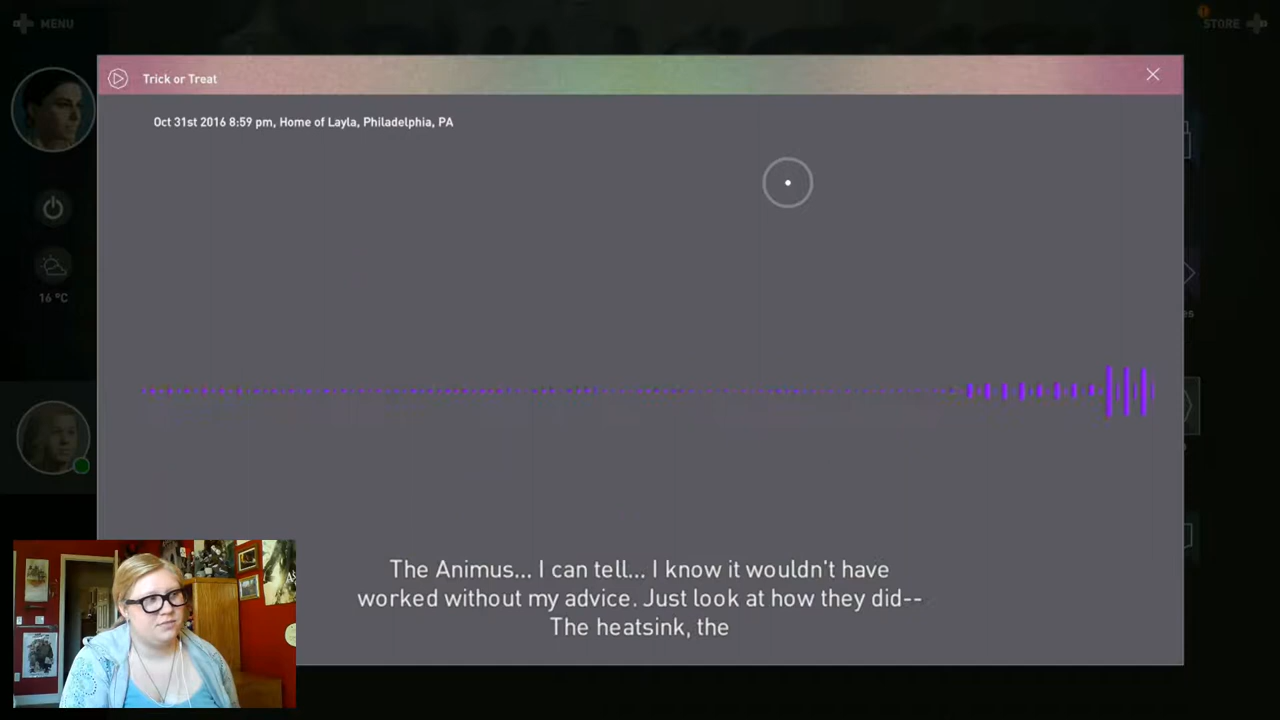 MENU
STORE
Trick or Treat
Oct 31st 2016 8:59 pm, Home of Layla, Philadelphia, PA
16 °C
es
The Animus... I can tell... I know it wouldn't have
worked without my advice. Just look at how they did--
The heatsink, the